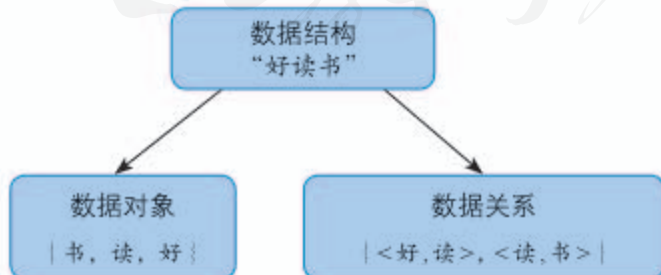 数据结构
“好读书”
数据对象
{书, 读, 好}
数据关系
{<好,读>, <读,书>}